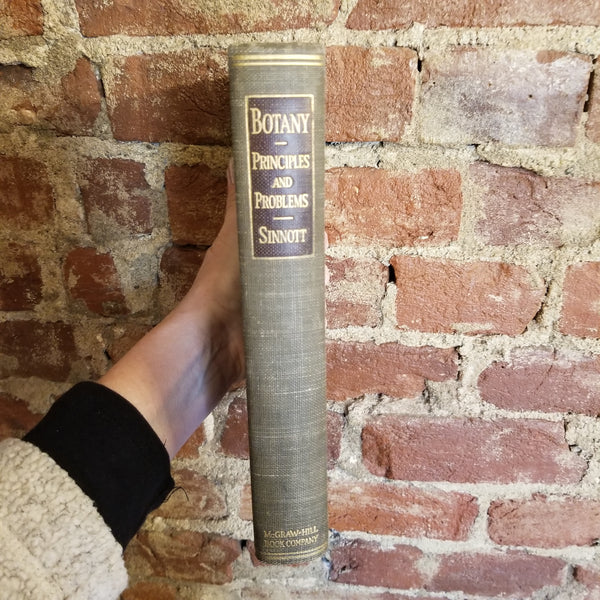 BOTANY
PRINCIPLES
AND
PROBLEMS
SINNOTT
MCGRAW-HILL
BOOK COMPANY